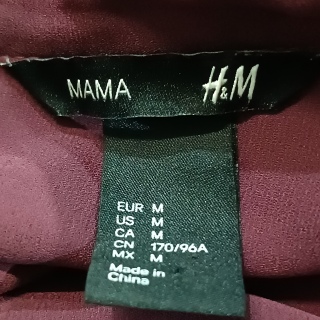 MAMA H&M
EUR M
US M
CA M
CN 170/96A
MX M
Made in
China